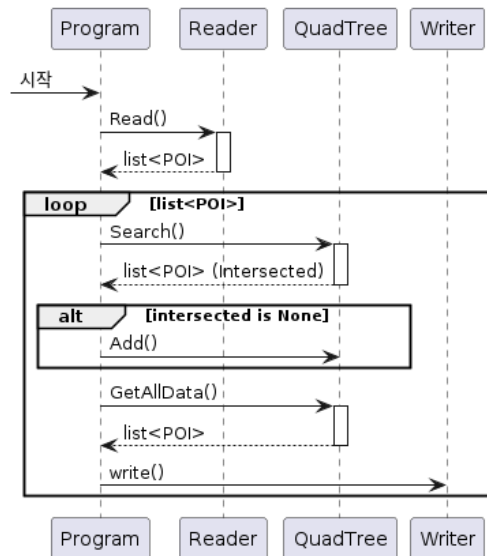 Program Reader QuadTree Writer
시작
Read()
list<POI>
loop [list<POI>]
Search()
list<POI> (Intersected)
alt [intersected is None]
Add()
GetAllData()
list<POI>
write()
Program Reader QuadTree Writer